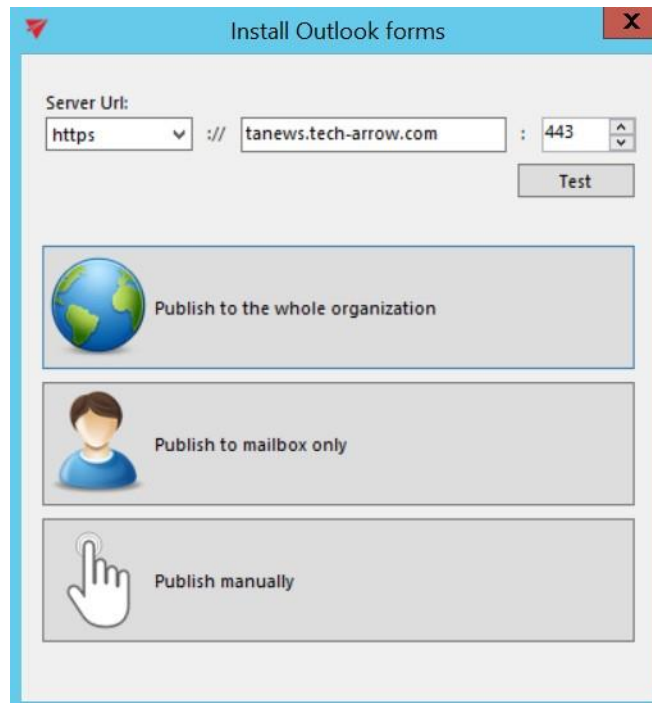 Install Outlook forms
X
Server Url:
https :// tanews.tech-arrow.com : 443
Test
Publish to the whole organization
Publish to mailbox only
Publish manually